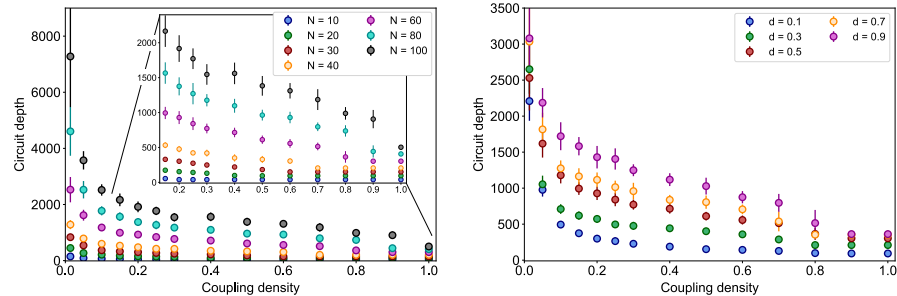 8000
6000
4000
2000
0
Circuit depth
0.0
0.2
0.4
0.6
0.8
1.0
Coupling density
2000
1500
1000
500
0
Circuit depth
0.2
0.3
0.4
0.5
0.6
0.7
0.8
0.9
1.0
N = 10
N = 20
N = 30
N = 40
N = 60
N = 80
N = 100
3500
3000
2500
2000
1500
1000
500
0
Circuit depth
0.0
0.2
0.4
0.6
0.8
1.0
Coupling density
d = 0.1
d = 0.3
d = 0.5
d = 0.7
d = 0.9